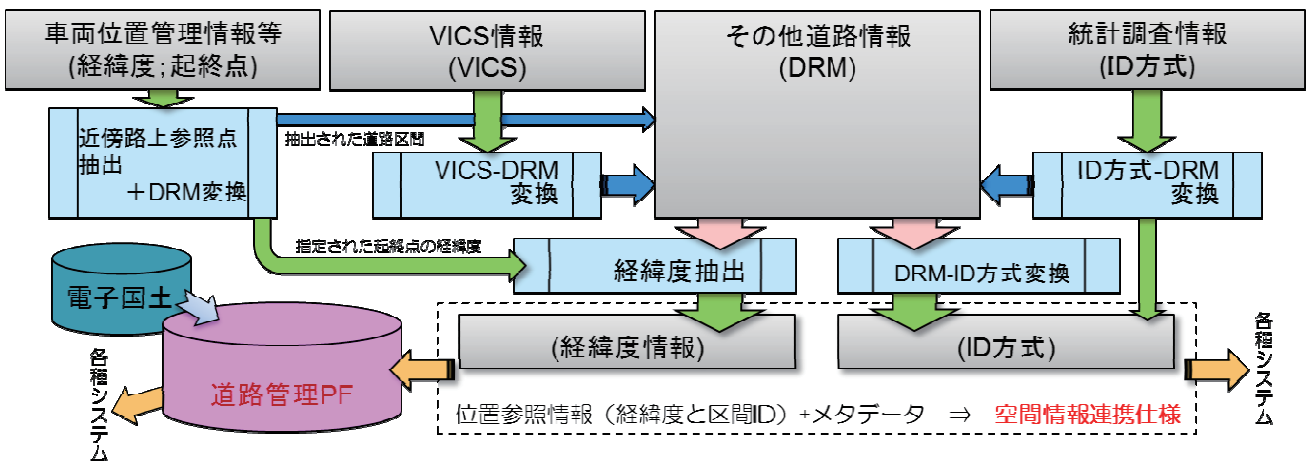 車両位置管理情報等
(経緯度;起終点)
VICS情報
(VICS)
その他道路情報
(DRM)
統計調査情報
(ID方式)
近傍路上参照点
抽出
+DRM変換
抽出された道路区間
VICS-DRM
変換
ID方式-DRM
変換
指定された起終点の経緯度
経緯度抽出
DRM-ID方式変換
電子国土
道路管理PF
各種システム
(経緯度情報)
(ID方式)
各種システム
位置参照情報(経緯度と区間ID)+メタデータ ⇒ 空間情報連携仕様